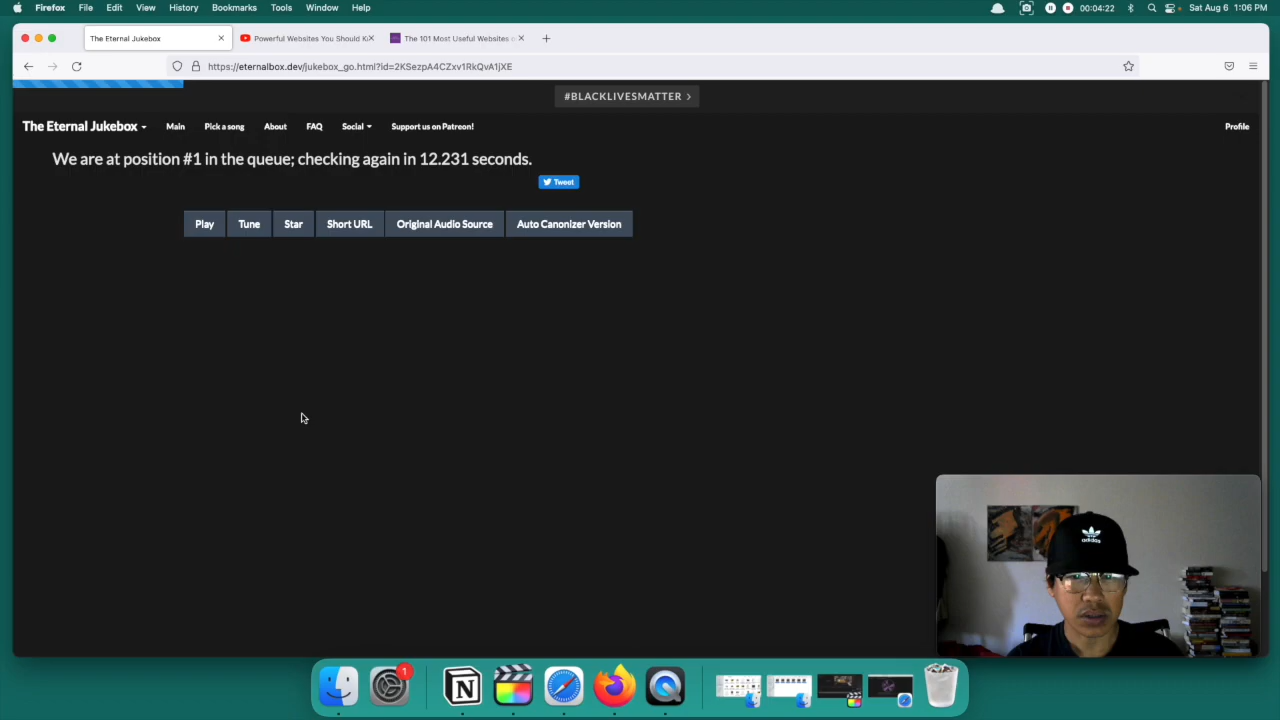 Firefox File Edit View History Bookmarks Tools Window Help 00:04:22 Sat Aug 6 1:06 PM
The Eternal Jukebox Powerful Websites You Should Ki The 101 Most Useful Websites o
https://eternalbox.dev/jukebox_go.html?id=2KSezpA4CZxv1RkQvA1jXE
#BLACKLIVESMATTER >
The Eternal Jukebox Main Pick a song About FAQ Social Support us on Patreon! Profile
We are at position #1 in the queue; checking again in 12.231 seconds.
Tweet
Play Tune Star Short URL Original Audio Source Auto Canonizer Version
adidas
1
N